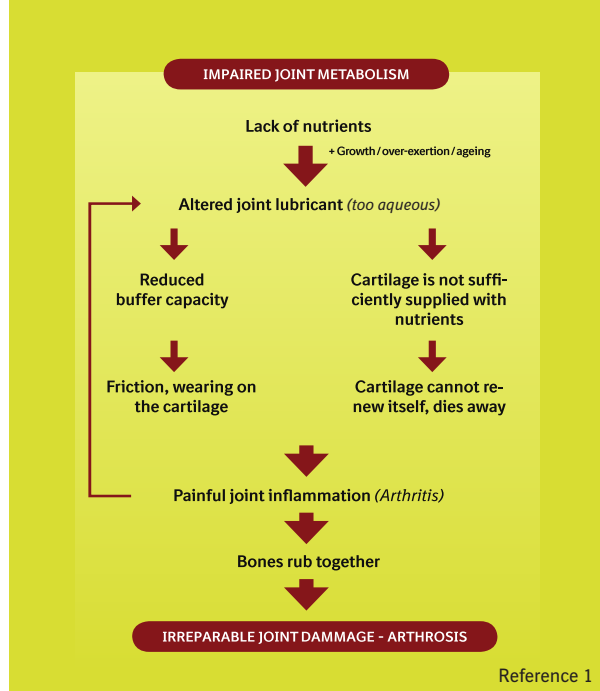 IMPAIRED JOINT METABOLISM
Lack of nutrients
+ Growth/over-exertion/ageing
Altered joint lubricant (too aqueous)
Reduced
buffer capacity
Cartilage is not suffi-
ciently supplied with
nutrients
Friction, wearing on
the cartilage
Cartilage cannot re-
new itself, dies away
Painful joint inflammation (Arthritis)
Bones rub together
IRREPARABLE JOINT DAMMAGE - ARTHROSIS
Reference 1